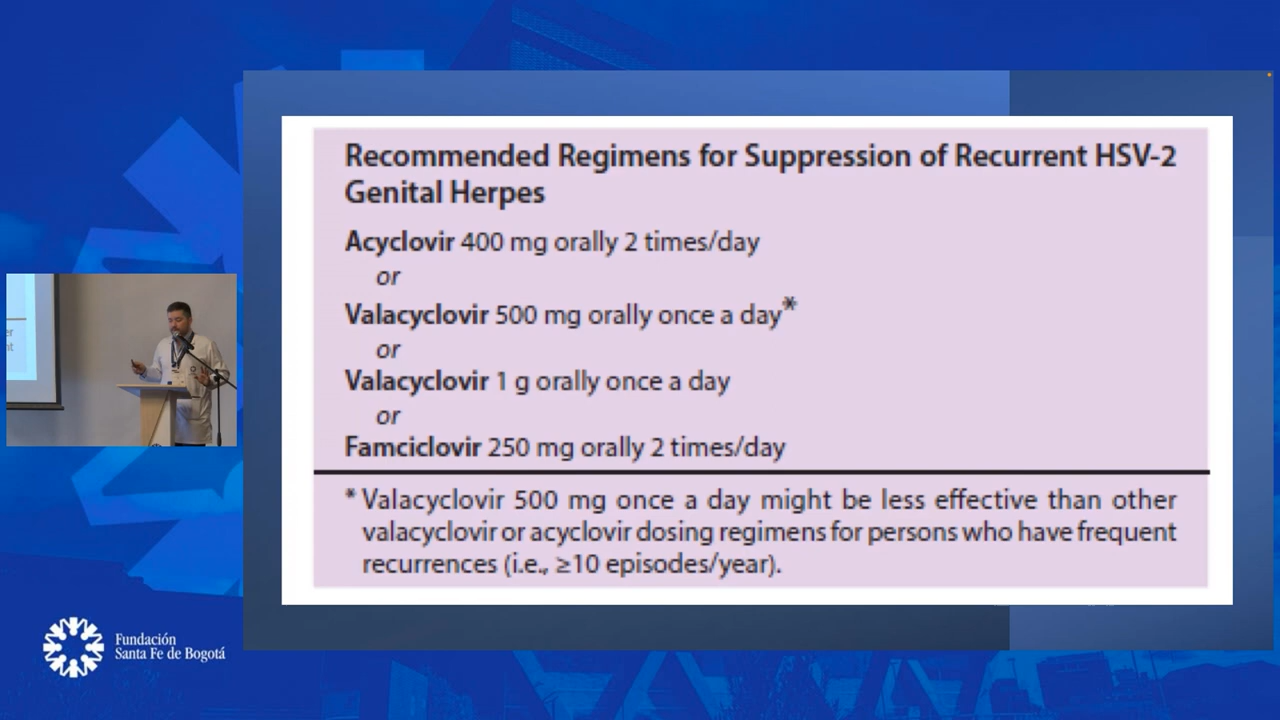 Recommended Regimens for Suppression of Recurrent HSV-2
Genital Herpes
Acyclovir 400 mg orally 2 times/day
or
Valacyclovir 500 mg orally once a day*
or
Valacyclovir 1 g orally once a day
or
Famciclovir 250 mg orally 2 times/day
* Valacyclovir 500 mg once a day might be less effective than other
valacyclovir or acyclovir dosing regimens for persons who have frequent
recurrences (i.e., ≥10 episodes/year).
er
nt
Fundación
Santa Fe de Bogotá